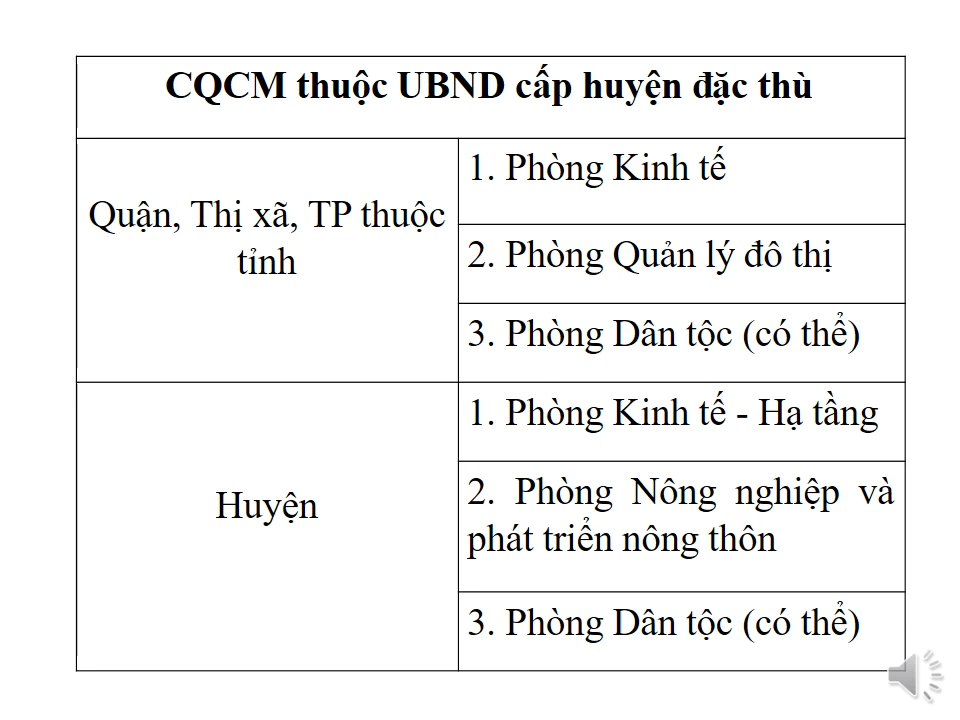 CQCM thuộc UBND cấp huyện đặc thù
Quận, Thị xã, TP thuộc
tỉnh
1. Phòng Kinh tế
2. Phòng Quản lý đô thị
3. Phòng Dân tộc (có thể)
Huyện
1. Phòng Kinh tế - Hạ tầng
2. Phòng Nông nghiệp và
phát triển nông thôn
3. Phòng Dân tộc (có thể)